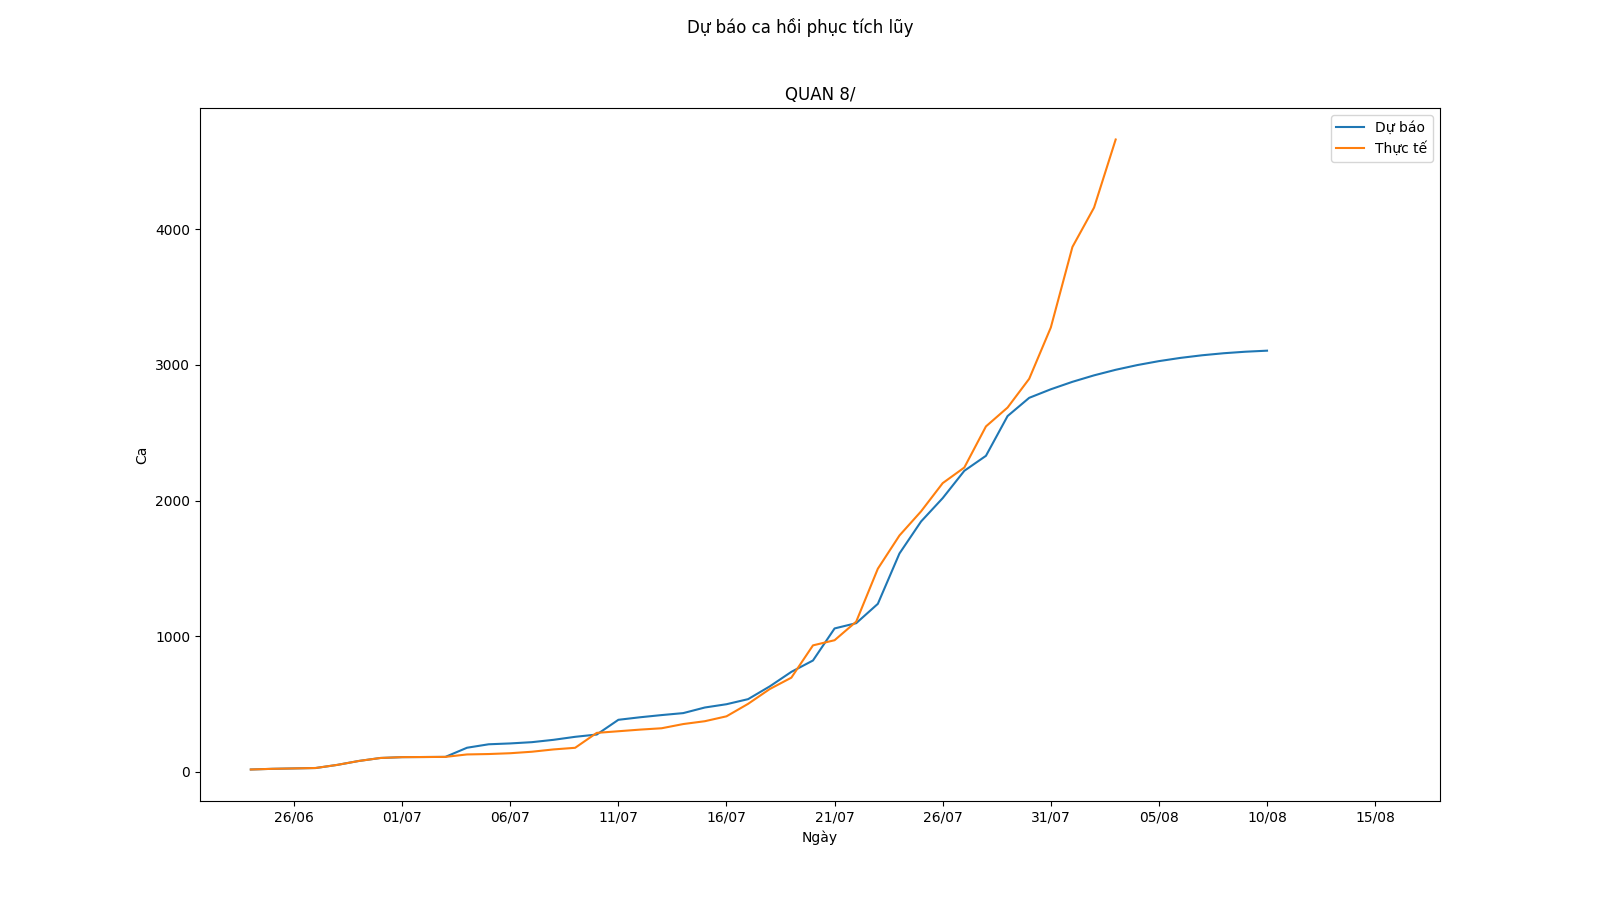 Dự báo ca hồi phục tích lũy
QUAN 8/
Dự báo
Thực tế
4000
3000
2000
1000
0
Ca
26/06 01/07 06/07 11/07 16/07 21/07 26/07 31/07 05/08 10/08 15/08
Ngày